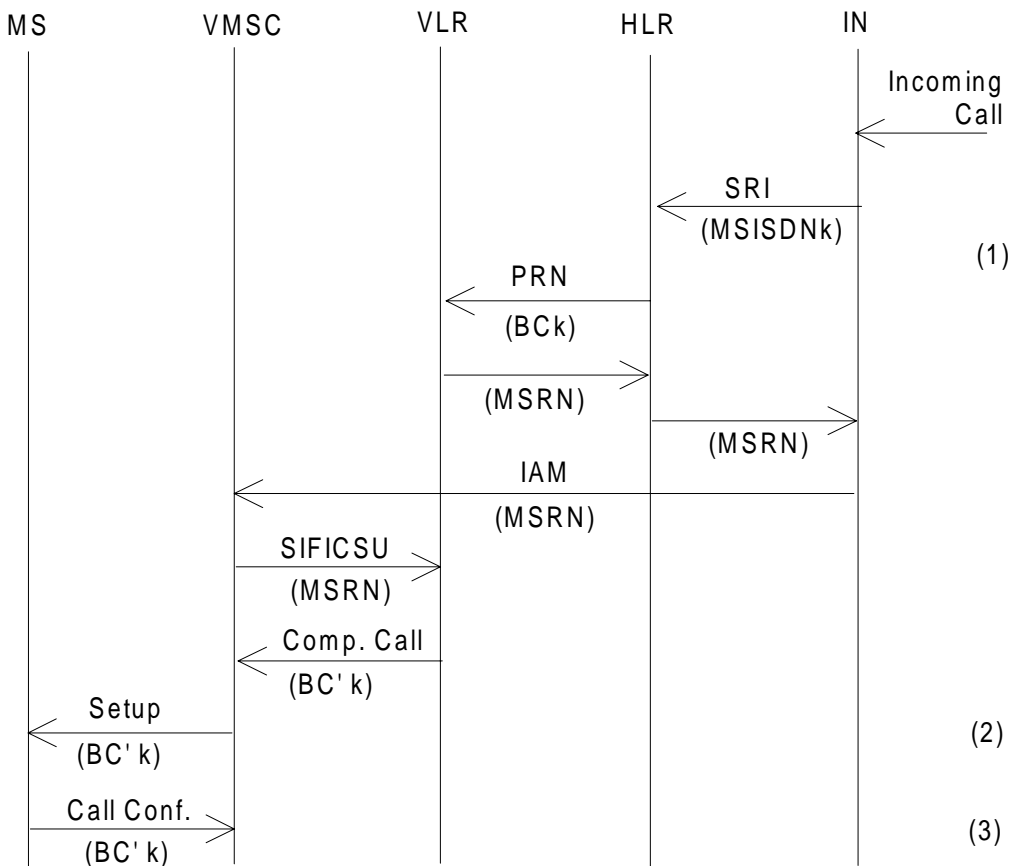 MS VMSC VLR HLR IN
Incoming
Call
SRI
(MSISDNk)
(1)
PRN
(BCk)
(MSRN)
(MSRN)
IAM
(MSRN)
SIFICSU
(MSRN)
Comp. Call
(BC'k)
Setup
(2)
(BC'k)
Call Conf.
(3)
(BC'k)